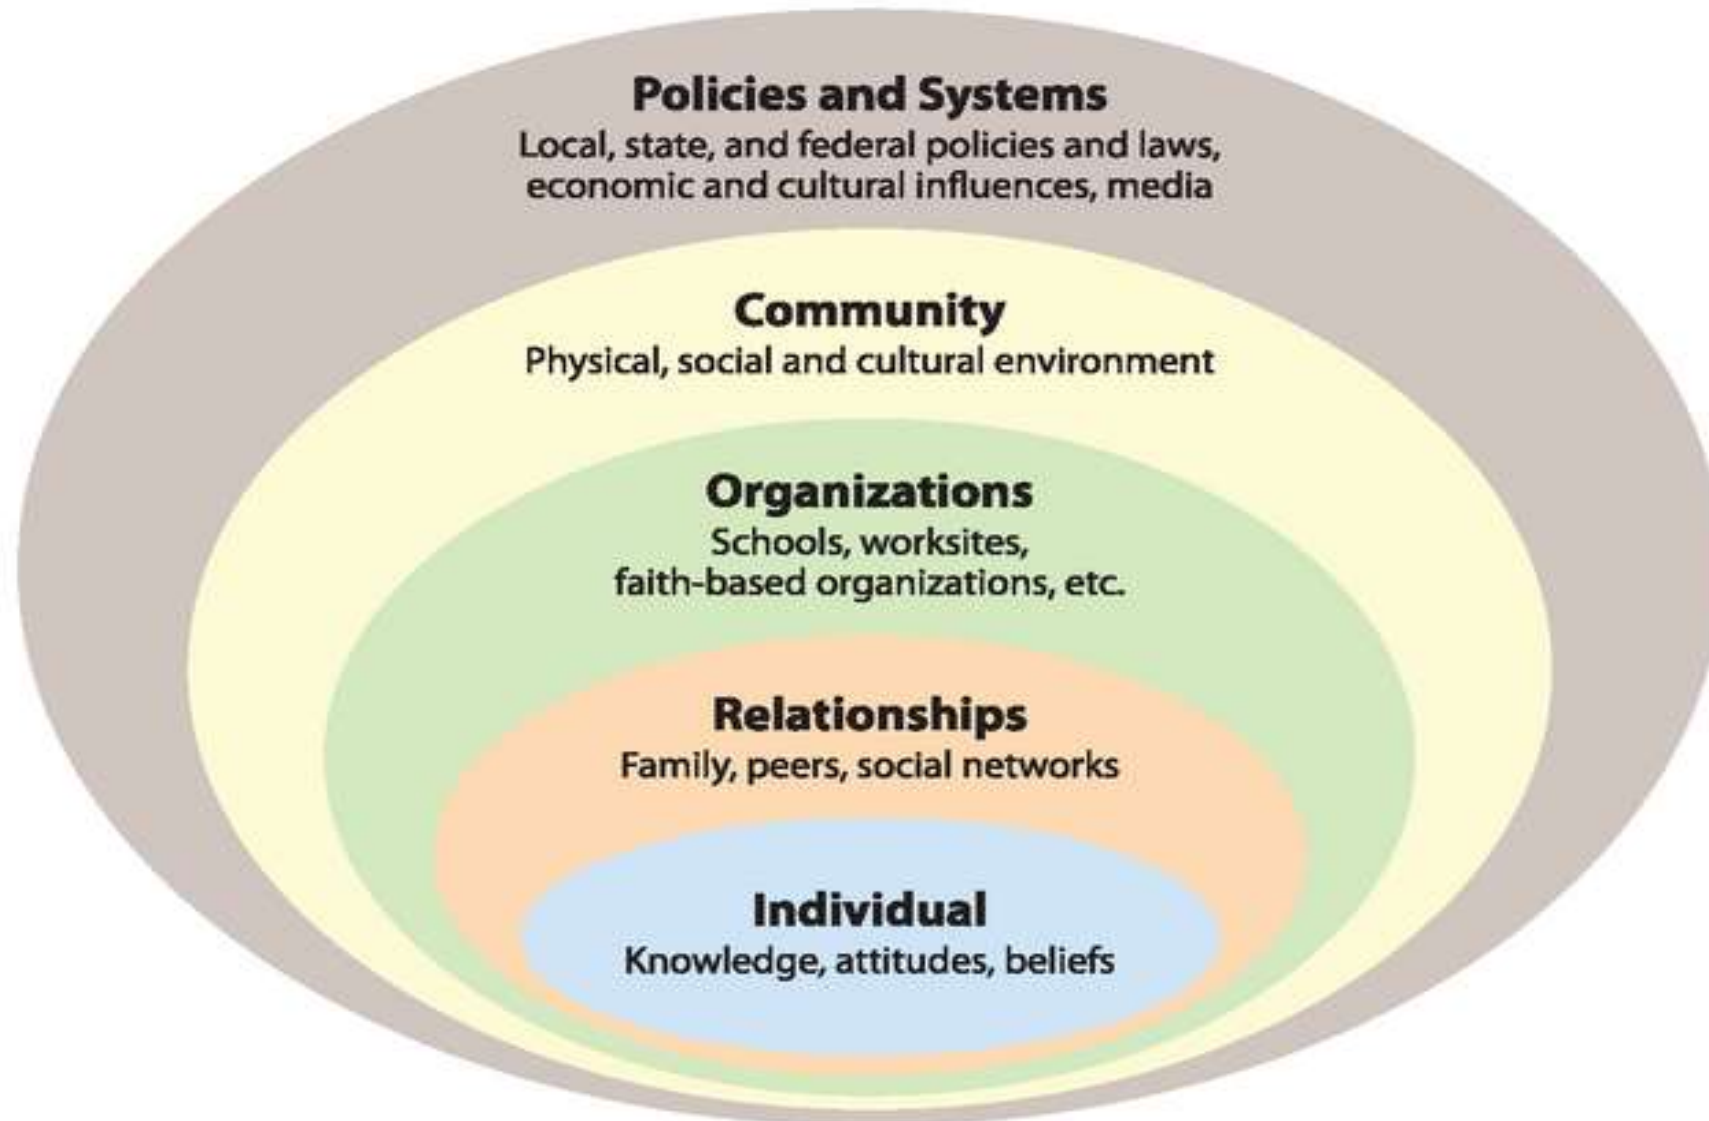 Policies and Systems
Local, state, and federal policies and laws,
economic and cultural influences, media
Community
Physical, social and cultural environment
Organizations
Schools, worksites,
faith-based organizations, etc.
Relationships
Family, peers, social networks
Individual
Knowledge, attitudes, beliefs